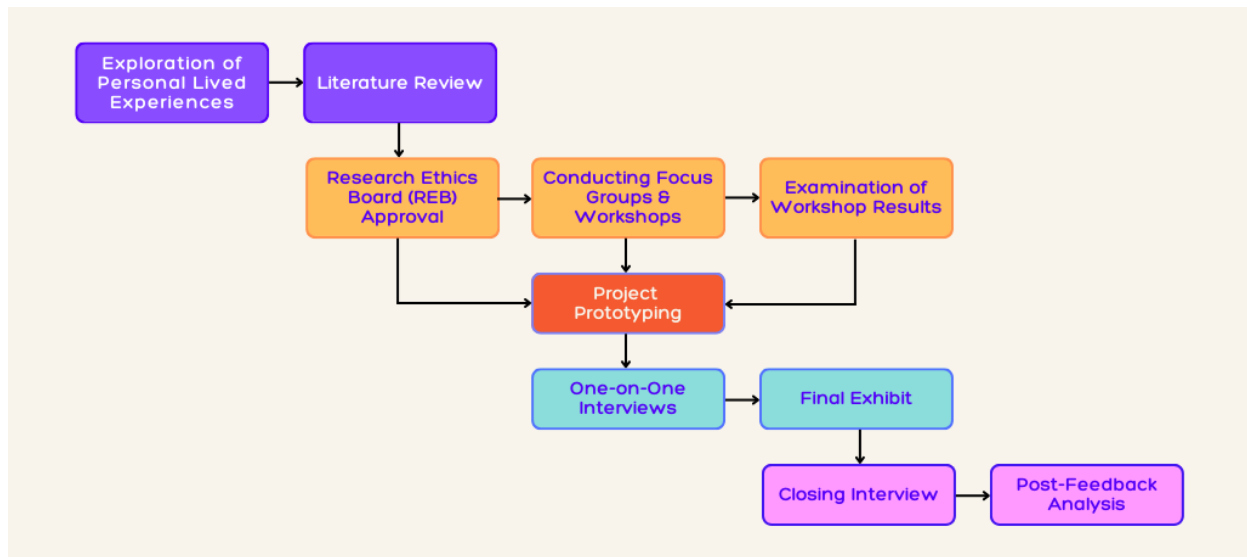 Exploration of
Personal Lived
Experiences
Literature Review
Research Ethics
Board (REB)
Approval
Conducting Focus
Groups &
Workshops
Examination of
Workshop Results
Project
Prototyping
One-on-One
Interviews
Final Exhibit
Closing Interview
Post-Feedback
Analysis